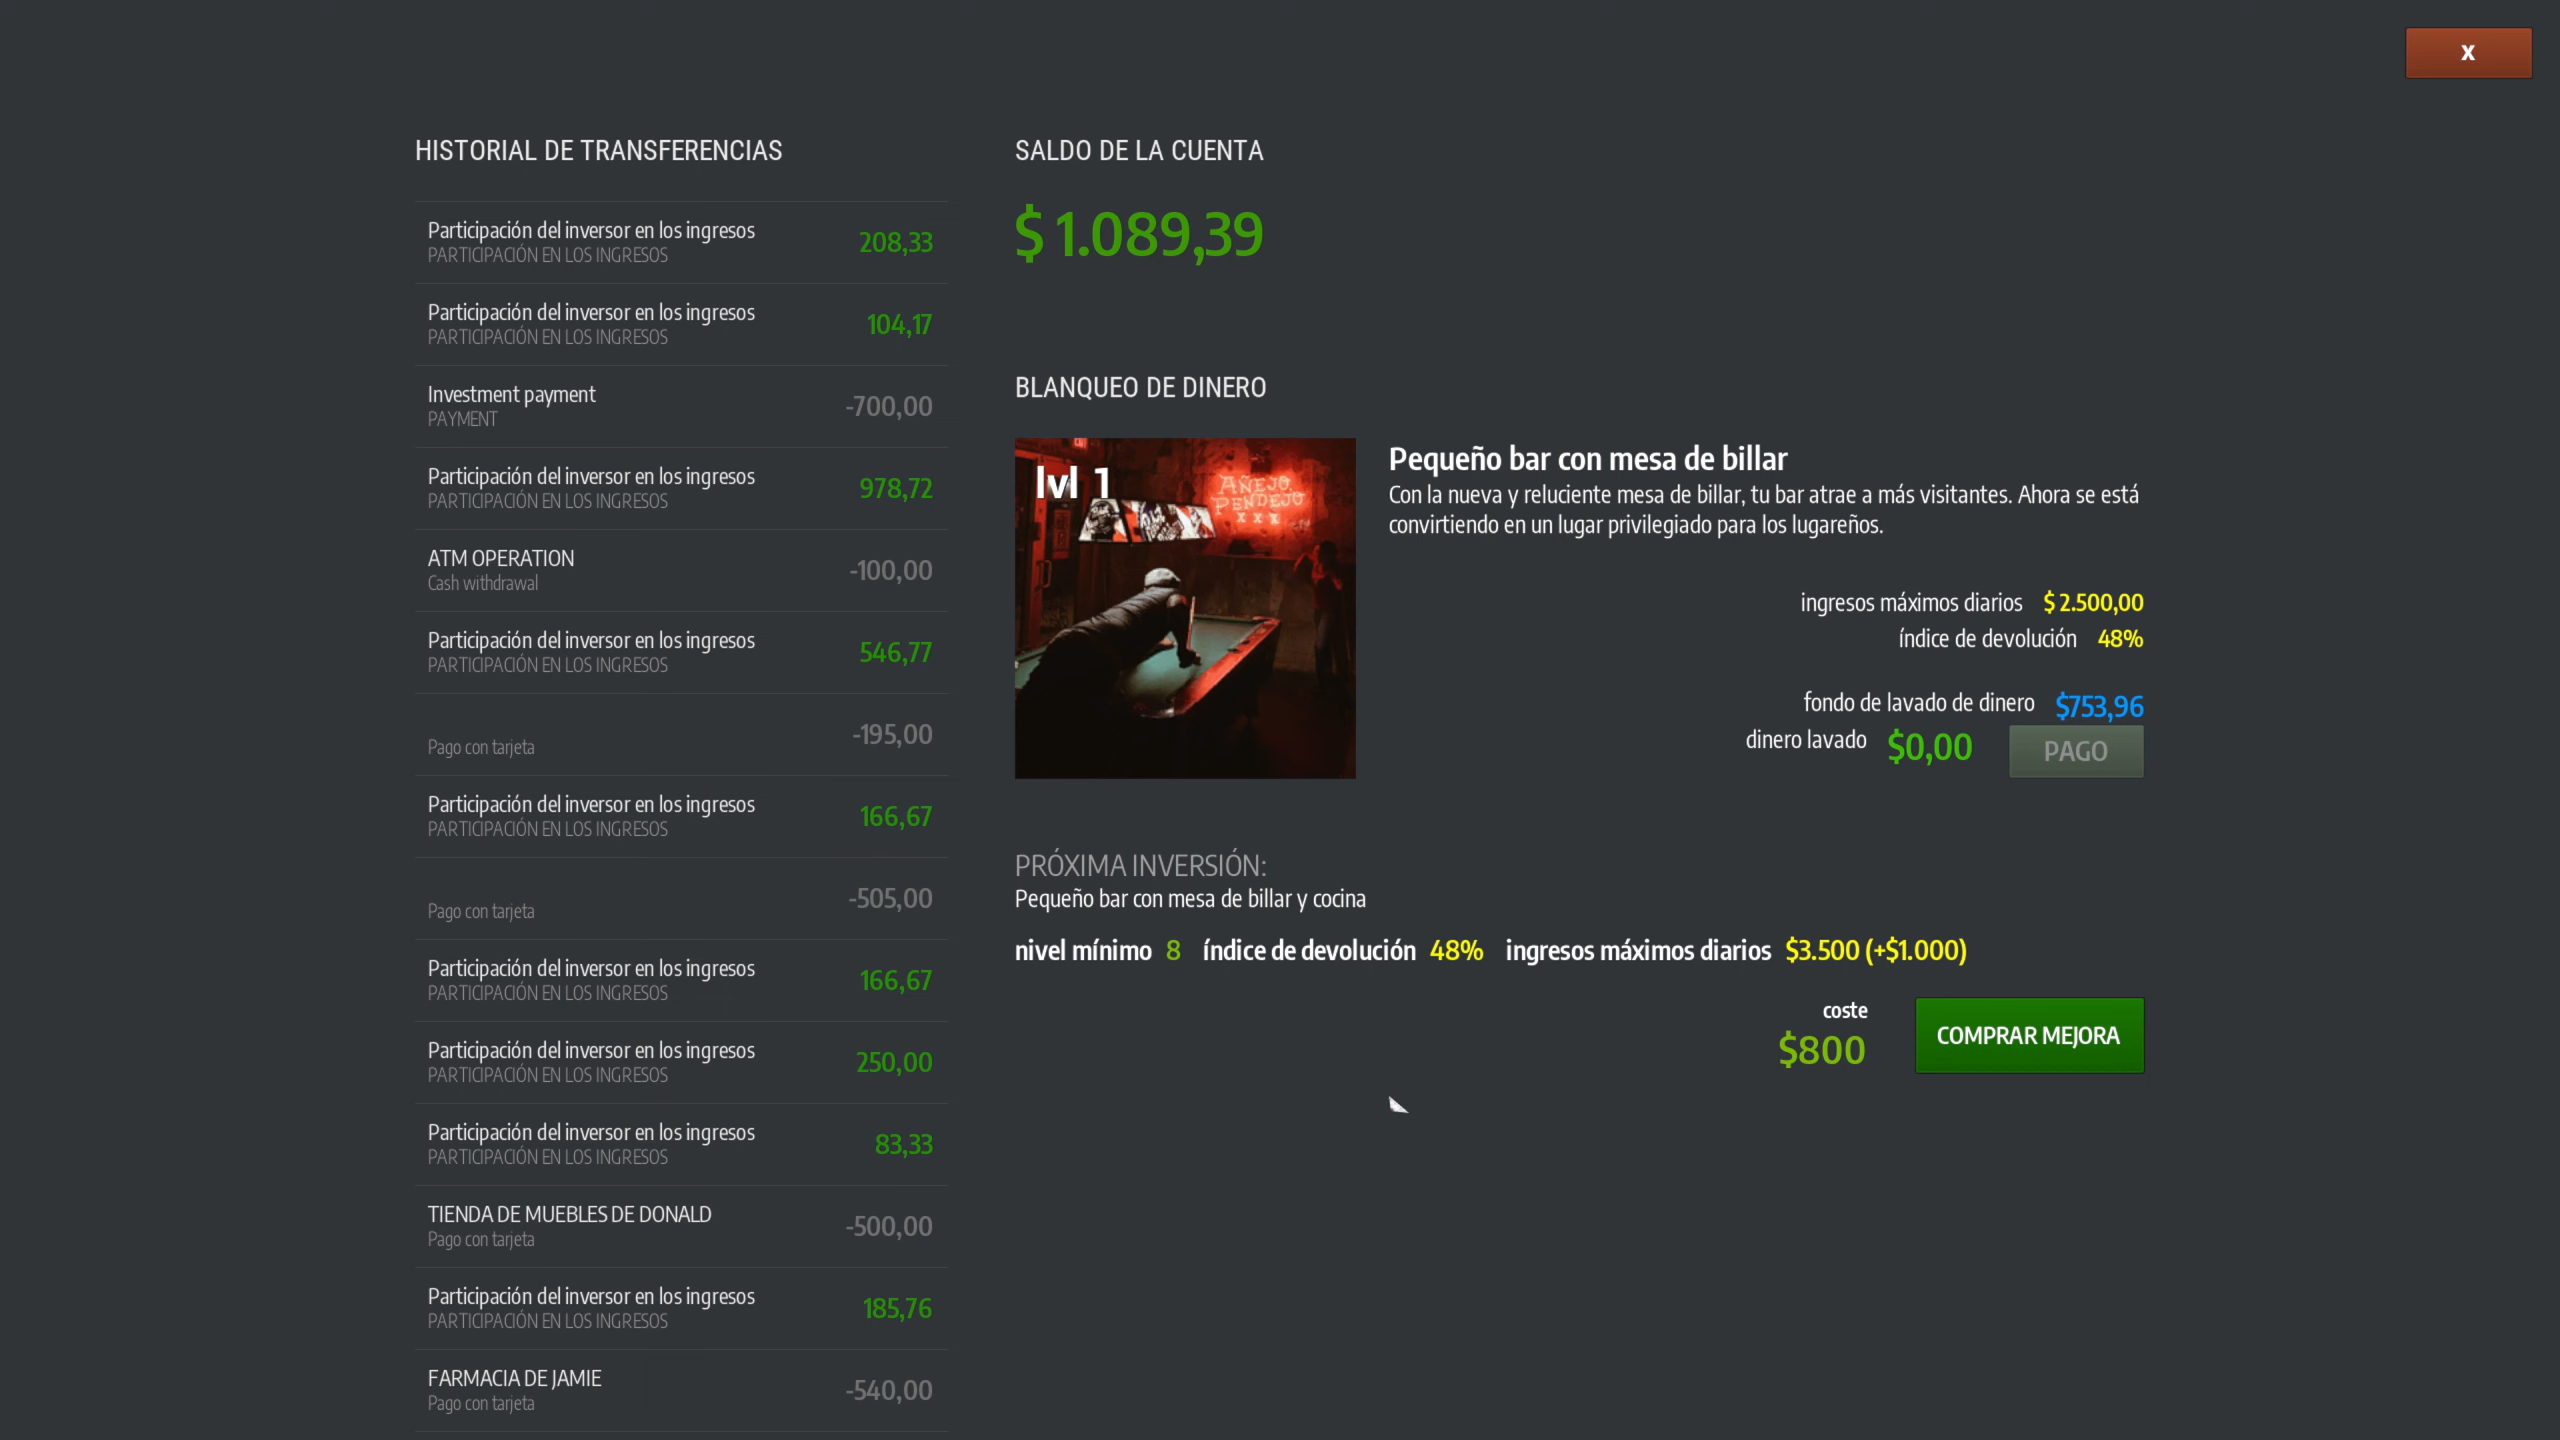 X
HISTORIAL DE TRANSFERENCIAS
Participación del inversor en los ingresos
PARTICIPACIÓN EN LOS INGRESOS
208,33
Participación del inversor en los ingresos
PARTICIPACIÓN EN LOS INGRESOS
104,17
Investment payment
PAYMENT
-700,00
Participación del inversor en los ingresos
PARTICIPACIÓN EN LOS INGRESOS
978,72
ATM OPERATION
Cash withdrawal
-100,00
Participación del inversor en los ingresos
PARTICIPACIÓN EN LOS INGRESOS
546,77
Pago con tarjeta
-195,00
Participación del inversor en los ingresos
PARTICIPACIÓN EN LOS INGRESOS
166,67
Pago con tarjeta
-505,00
Participación del inversor en los ingresos
PARTICIPACIÓN EN LOS INGRESOS
166,67
Participación del inversor en los ingresos
PARTICIPACIÓN EN LOS INGRESOS
250,00
Participación del inversor en los ingresos
PARTICIPACIÓN EN LOS INGRESOS
83,33
TIENDA DE MUEBLES DE DONALD
Pago con tarjeta
-500,00
Participación del inversor en los ingresos
PARTICIPACIÓN EN LOS INGRESOS
185,76
FARMACIA DE JAMIE
Pago con tarjeta
-540,00
SALDO DE LA CUENTA
$ 1.089,39
BLANQUEO DE DINERO
lvl 1
AÑEJO
PENDEJO
XXX
Pequeño bar con mesa de billar
Con la nueva y reluciente mesa de billar, tu bar atrae a más visitantes. Ahora se está
convirtiendo en un lugar privilegiado para los lugareños.
ingresos máximos diarios $ 2.500,00
índice de devolución 48%
fondo de lavado de dinero $753,96
dinero lavado $0,00 PAGO
PRÓXIMA INVERSIÓN:
Pequeño bar con mesa de billar y cocina
nivel mínimo 8 índice de devolución 48% ingresos máximos diarios $3.500 (+$1.000)
coste
$800
COMPRAR MEJORA